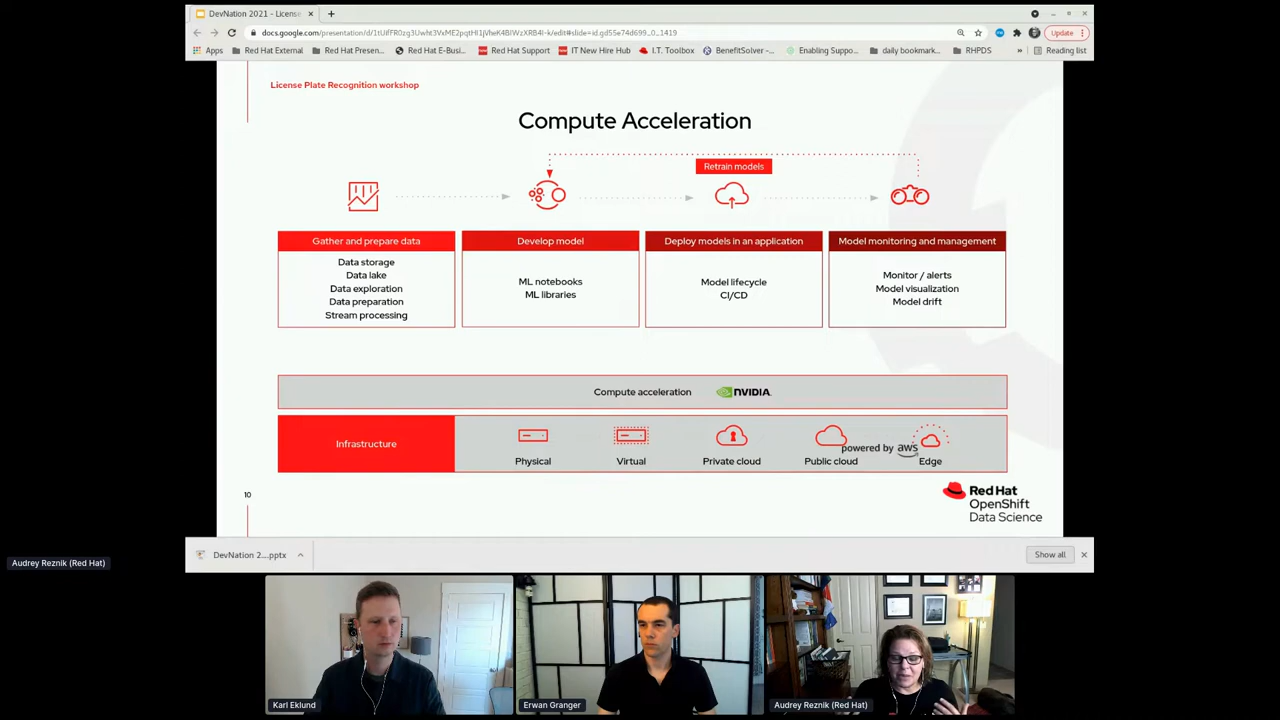 DevNation 2021 - License
docs.google.com/presentation/d/1tUifFR0zg3Uwht3VxME2pqtHl1jVheK4BIWzXRB4I-k/edit#slide=id.gd55e74d699_0_1419
Update
Apps
Red Hat External
Red Hat Presen...
Red Hat E-Busi...
Red Hat Support
IT New Hire Hub
I.T. Toolbox
BenefitSolver -...
Enabling Suppo...
daily bookmark...
RHPDS
»
Reading list
License Plate Recognition workshop
Compute Acceleration
Retrain models
Gather and prepare data
Data storage
Data lake
Data exploration
Data preparation
Stream processing
Develop model
ML notebooks
ML libraries
Deploy models in an application
Model lifecycle
CI/CD
Model monitoring and management
Monitor / alerts
Model visualization
Model drift
Compute acceleration
NVIDIA
Infrastructure
Physical
Virtual
Private cloud
Public cloud
powered by aws
Edge
10
Red Hat
OpenShift
Data Science
DevNation 2....pptx
Show all
Audrey Reznik (Red Hat)
Karl Eklund
Erwan Granger
Audrey Reznik (Red Hat)